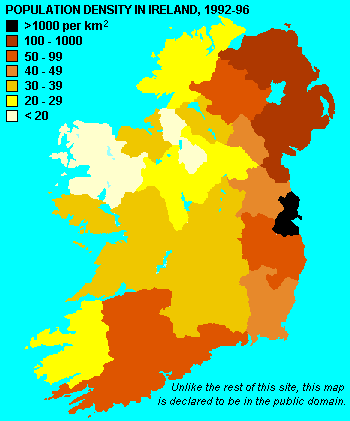 POPULATION DENSITY IN IRELAND, 1992-96
>1000 per km²
100 - 1000
50 - 99
40 - 49
30 - 39
20 - 29
< 20
Unlike the rest of this site, this map
is declared to be in the public domain.